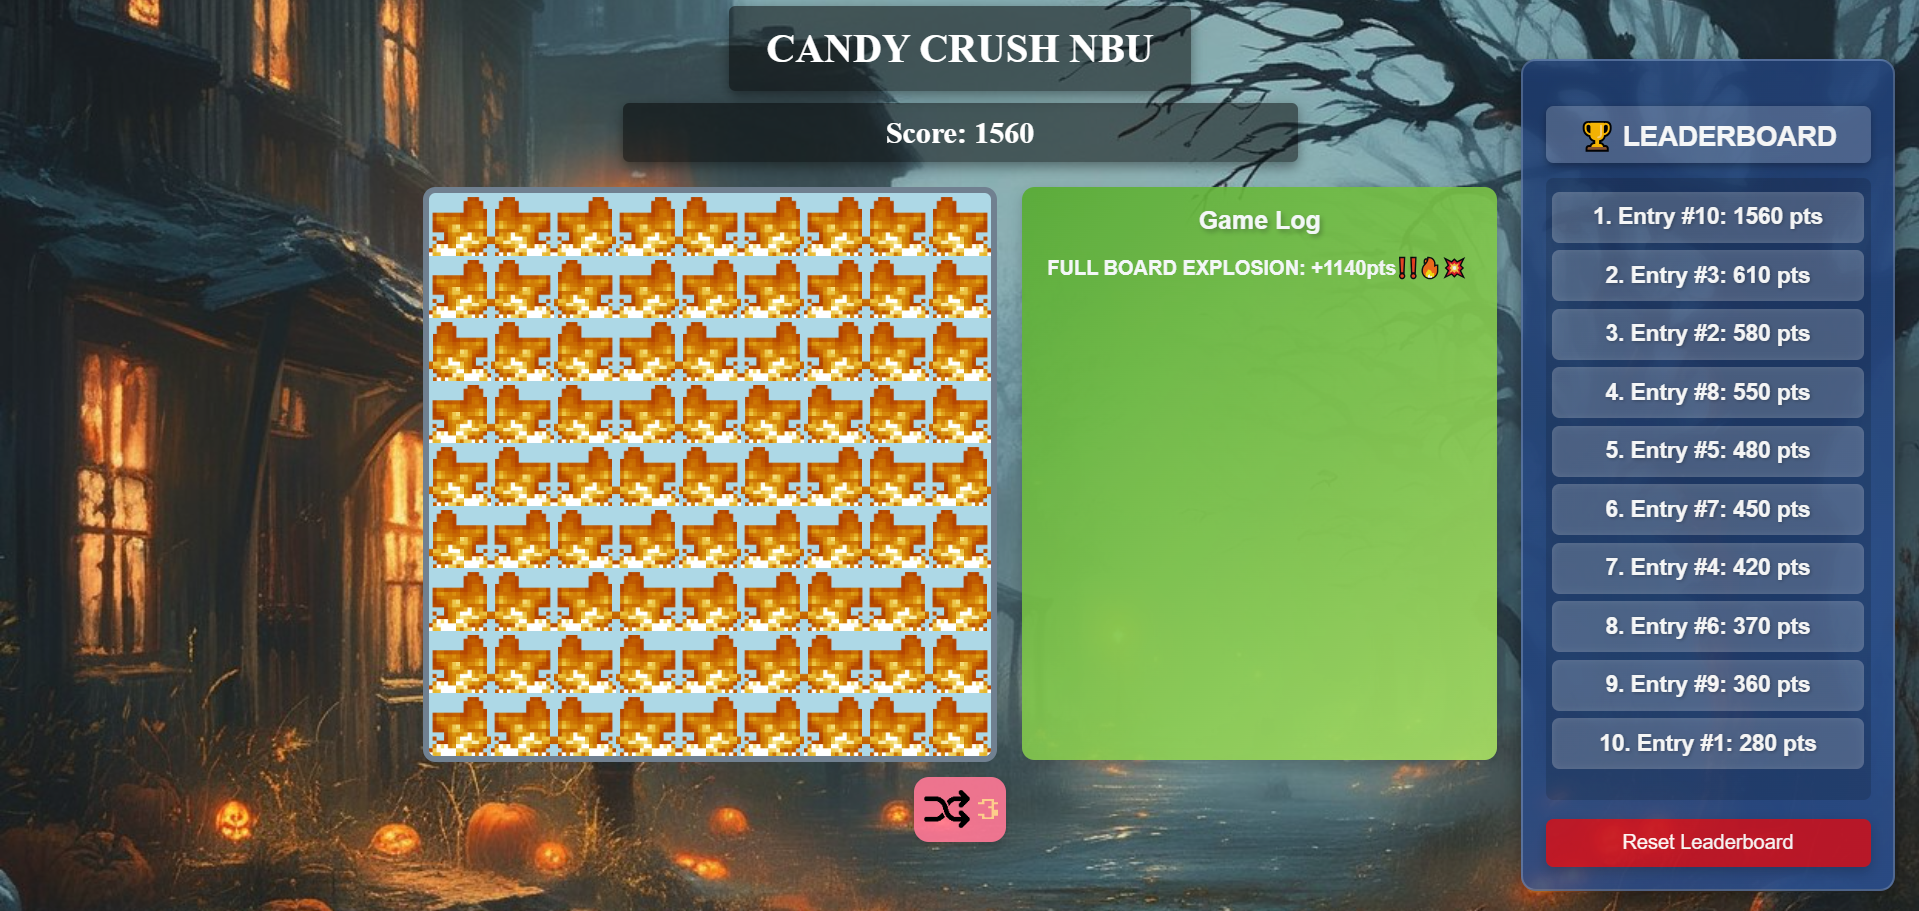 CANDY CRUSH NBU
Score: 1560
Game Log
FULL BOARD EXPLOSION: +1140pts‼️🔥💥
3
🏆 LEADERBOARD
1. Entry #10: 1560 pts
2. Entry #3: 610 pts
3. Entry #2: 580 pts
4. Entry #8: 550 pts
5. Entry #5: 480 pts
6. Entry #7: 450 pts
7. Entry #4: 420 pts
8. Entry #6: 370 pts
9. Entry #9: 360 pts
10. Entry #1: 280 pts
Reset Leaderboard